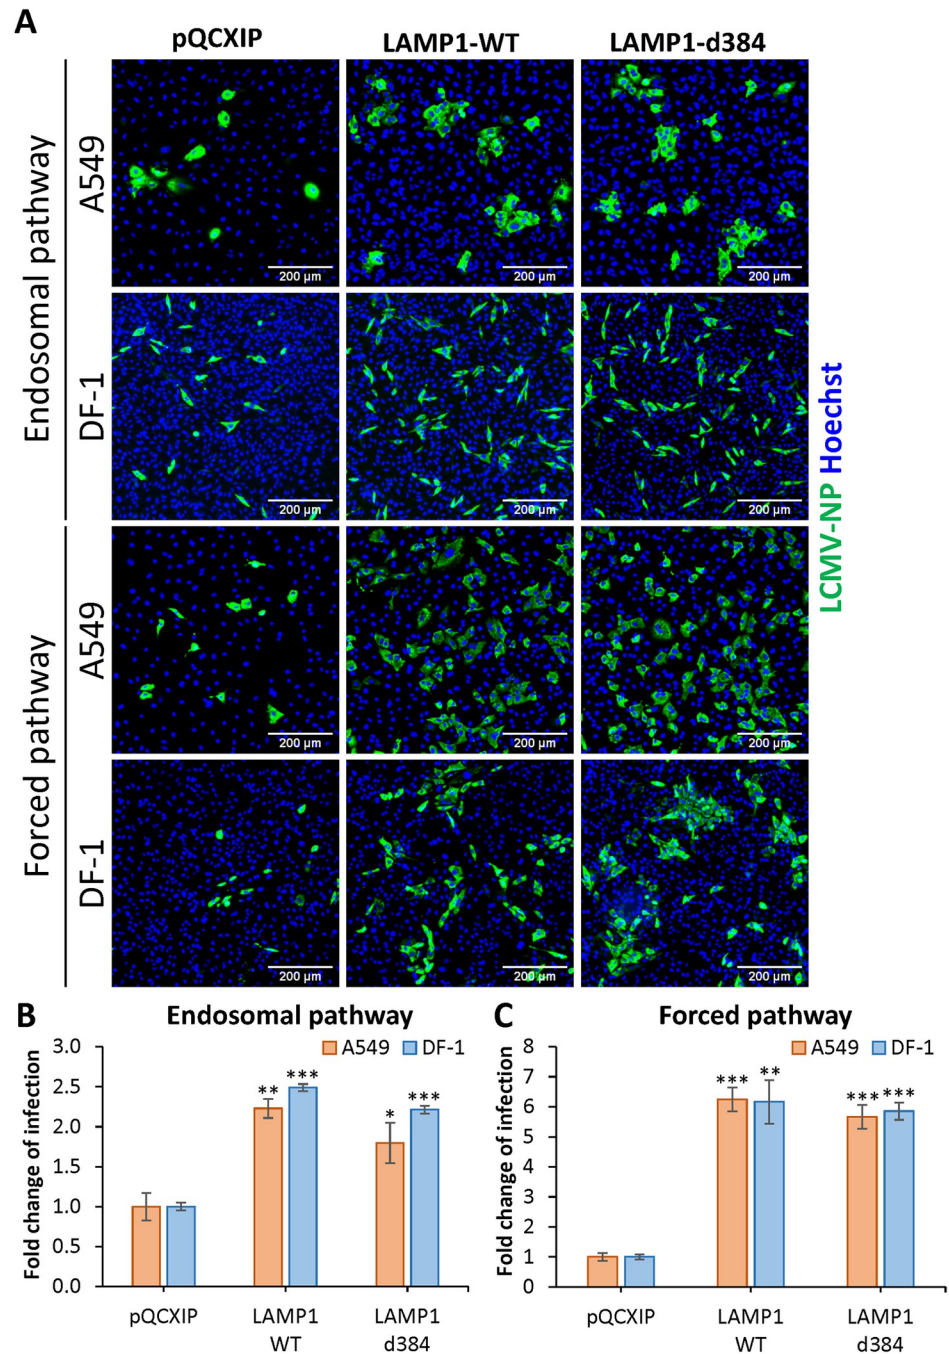 A
pQCXIP LAMP1-WT LAMP1-d384
Endosomal pathway
A549
200 µm 200 µm 200 µm
DF-1
200 µm 200 µm 200 µm
Forced pathway
A549
200 µm 200 µm 200 µm
DF-1
200 µm 200 µm 200 µm
LCMV-NP Hoechst
B Endosomal pathway
A549 DF-1
Fold change of infection
3.0
2.5
2.0
1.5
1.0
0.5
0.0
** *** * ***
pQCXIP LAMP1 LAMP1
WT d384
C Forced pathway
A549 DF-1
Fold change of infection
8
7
6
5
4
3
2
1
0
*** ** *** ***
pQCXIP LAMP1 LAMP1
WT d384